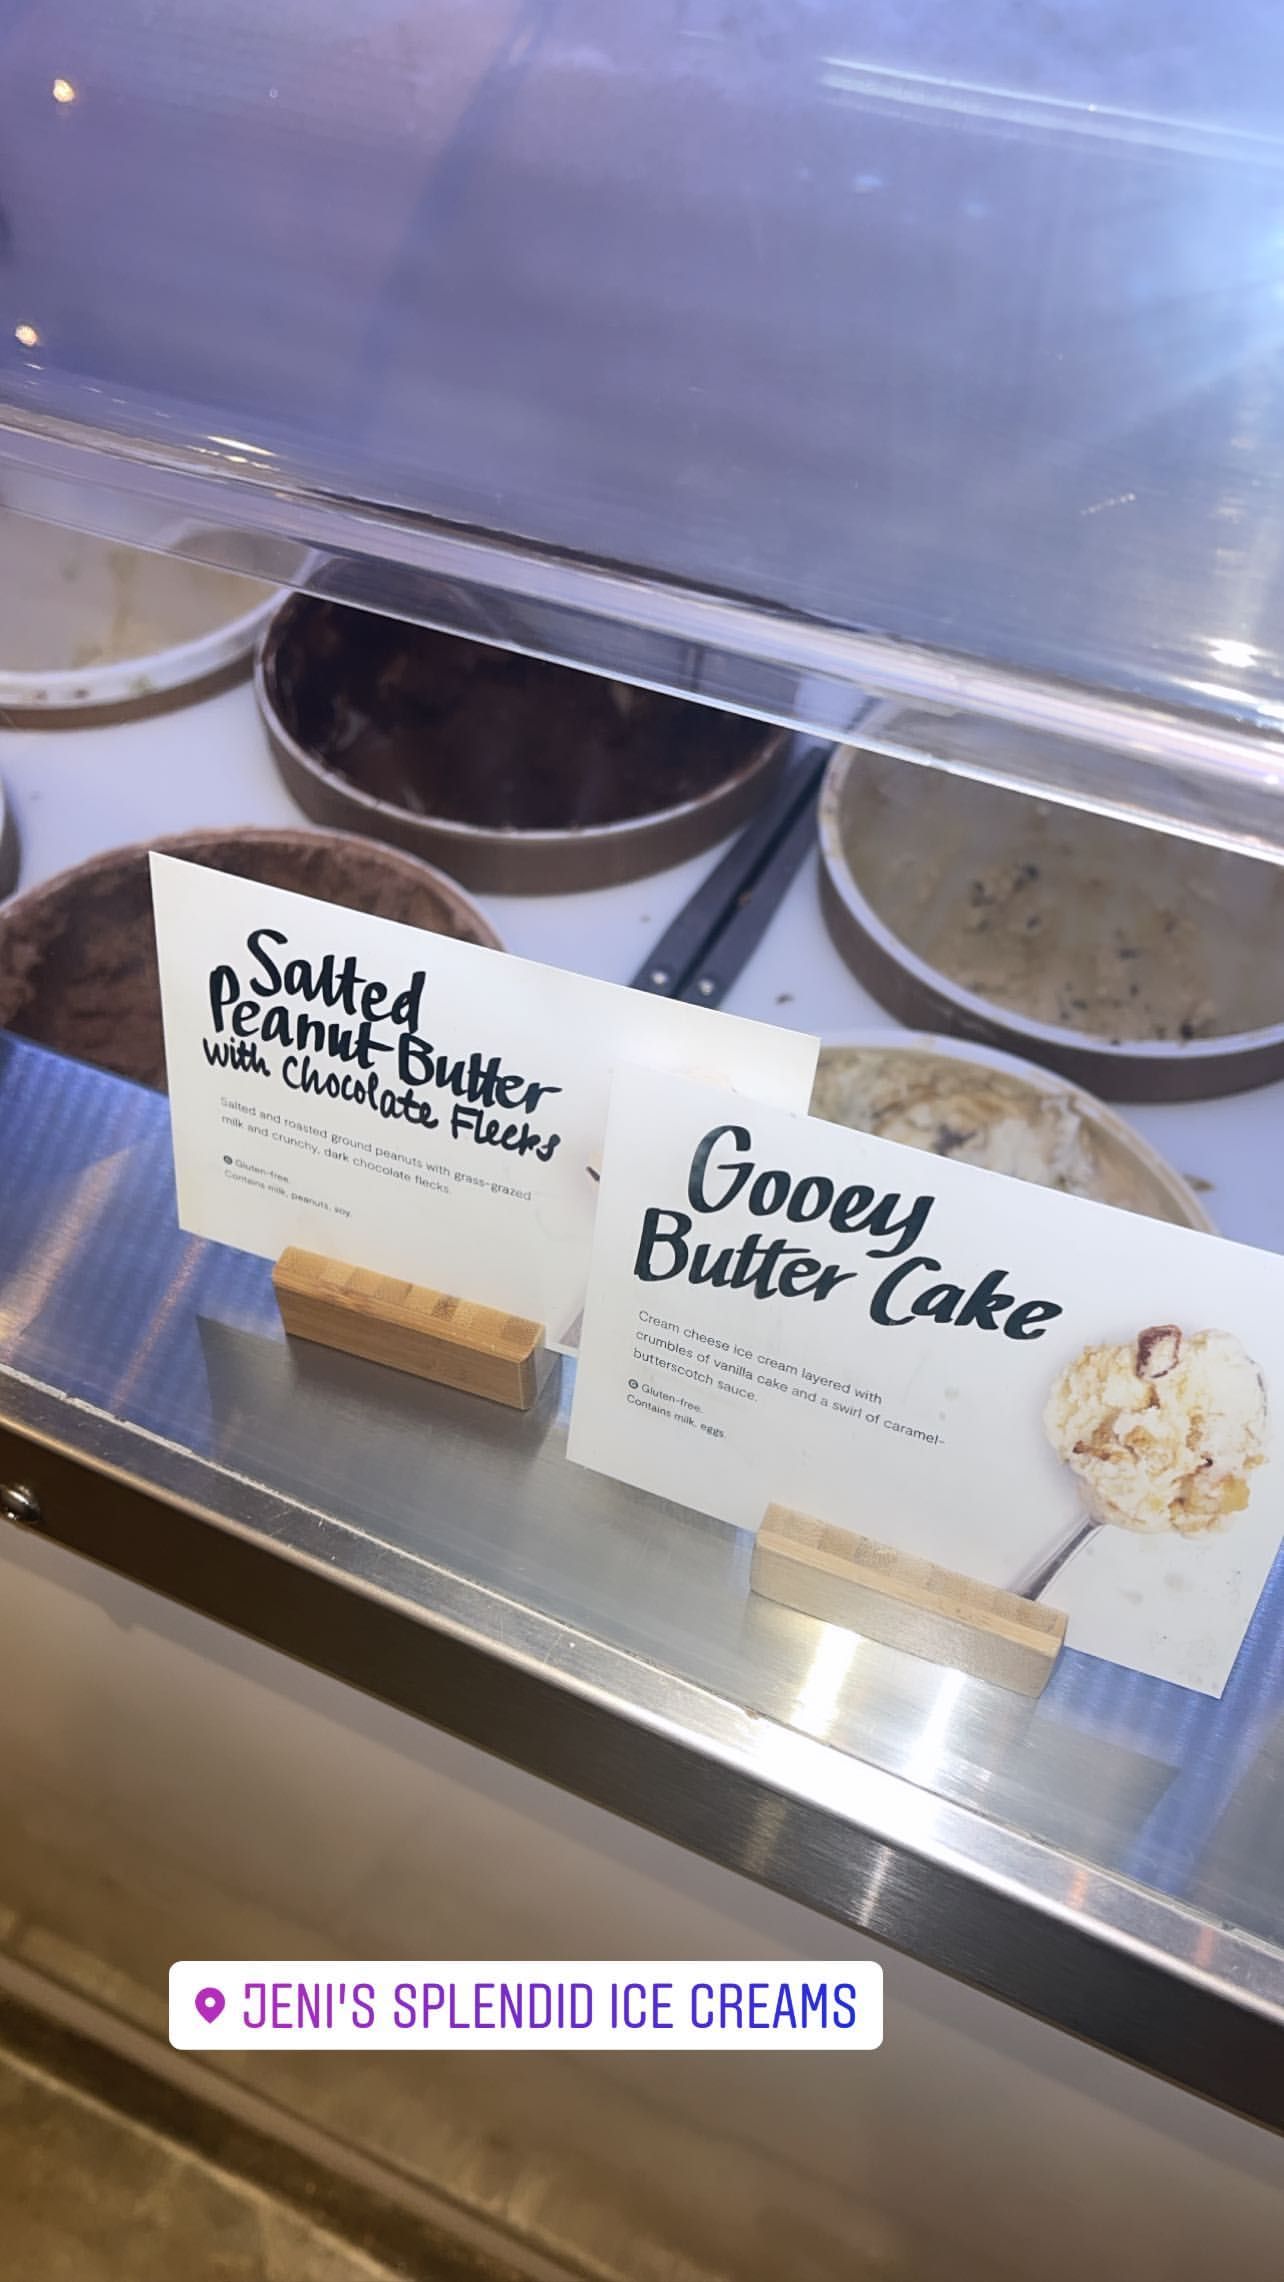 Salted
Peanut Butter
with Chocolate Flecks
Salted and roasted ground peanuts with grass-grazed
milk and crunchy, dark chocolate flecks.
G Gluten-free.
Contains milk, peanuts, soy.
Gooey
Butter Cake
Cream cheese ice cream layered with
crumbles of vanilla cake and a swirl of caramel-
butterscotch sauce.
G Gluten-free.
Contains milk, eggs.
JENI'S SPLENDID ICE CREAMS